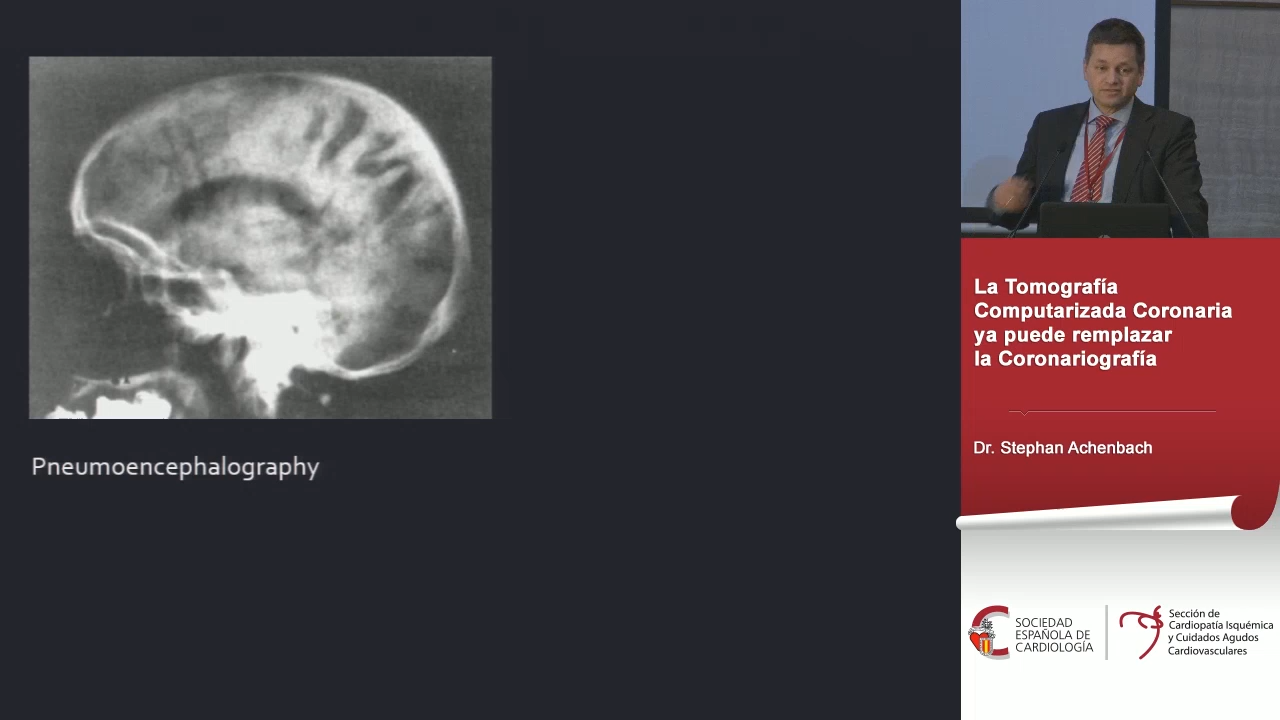 Pneumoencephalography
La Tomografía
Computarizada Coronaria
ya puede remplazar
la Coronariografía
Dr. Stephan Achenbach
SOCIEDAD
ESPAÑOLA DE
CARDIOLOGÍA
Sección de
Cardiopatía Isquémica
y Cuidados Agudos
Cardiovasculares